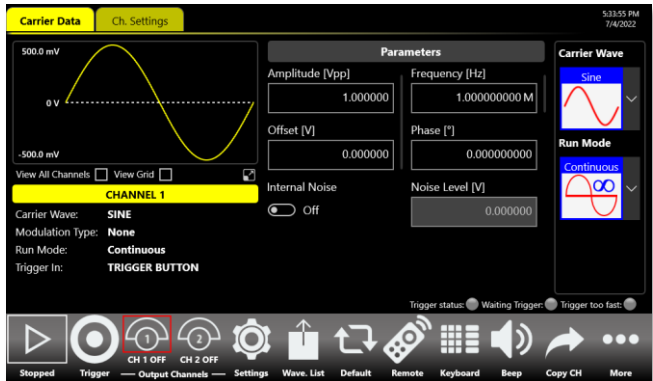 Carrier Data
Ch. Settings
5:33:55 PM
7/4/2022
500.0 mV
0 V
-500.0 mV
View All Channels
View Grid
CHANNEL 1
Carrier Wave: SINE
Modulation Type: None
Run Mode: Continuous
Trigger In: TRIGGER BUTTON
Parameters
Amplitude [Vpp]
1.000000
Frequency [Hz]
1.000000000 M
Offset [V]
0.000000
Phase [°]
0.000000000
Internal Noise
Off
Noise Level [V]
0.000000
Carrier Wave
Sine
Run Mode
Continuous
Trigger status:
Waiting Trigger:
Trigger too fast:
Stopped
Trigger
1
CH 1 OFF
2
CH 2 OFF
Output Channels
Settings
Wave. List
Default
Remote
Keyboard
Beep
Copy CH
More